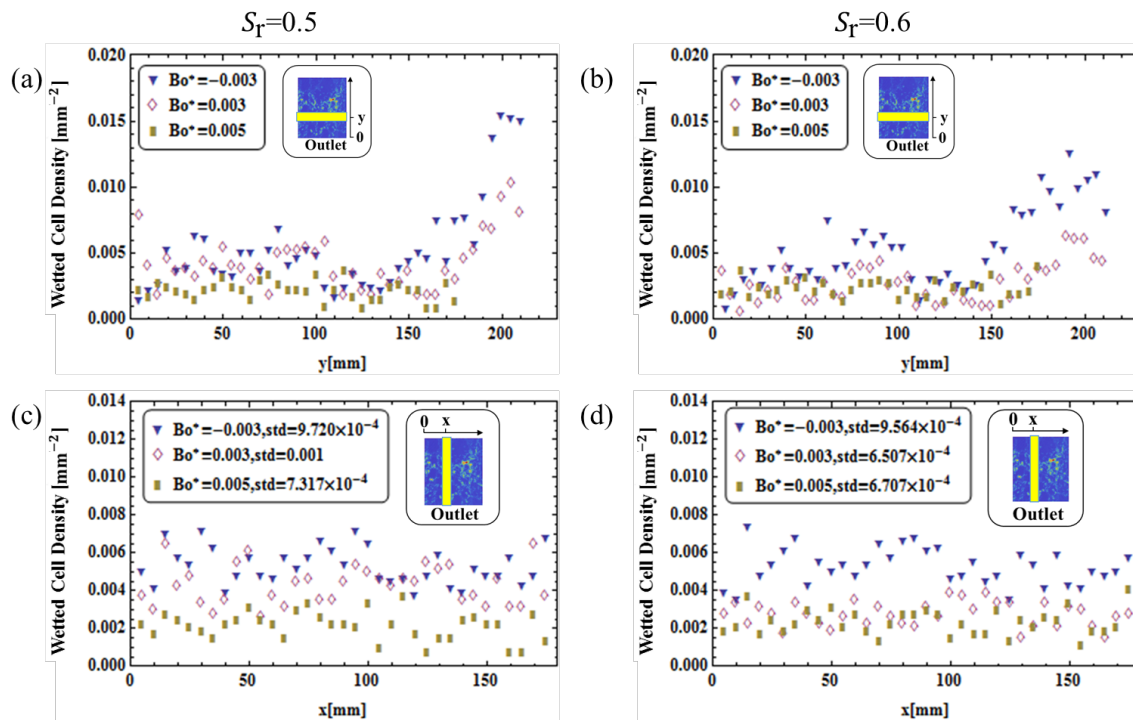 Sr=0.5
Sr=0.6
(a)
Wetted Cell Density [mm−2]
0.020
0.015
0.010
0.005
0.000
Bo*=−0.003
Bo*=0.003
Bo*=0.005
y
0
Outlet
0 50 100 150 200
y[mm]
(b)
Wetted Cell Density [mm−2]
0.020
0.015
0.010
0.005
0.000
Bo*=−0.003
Bo*=0.003
Bo*=0.005
y
0
Outlet
0 50 100 150 200
y[mm]
(c)
Wetted Cell Density [mm−2]
0.014
0.012
0.010
0.008
0.006
0.004
0.002
0.000
Bo*=−0.003,std=9.720×10−4
Bo*=0.003,std=0.001
Bo*=0.005,std=7.317×10−4
0 x
Outlet
0 50 100 150
x[mm]
(d)
Wetted Cell Density [mm−2]
0.014
0.012
0.010
0.008
0.006
0.004
0.002
0.000
Bo*=−0.003,std=9.564×10−4
Bo*=0.003,std=6.507×10−4
Bo*=0.005,std=6.707×10−4
0 x
Outlet
0 50 100 150
x[mm]